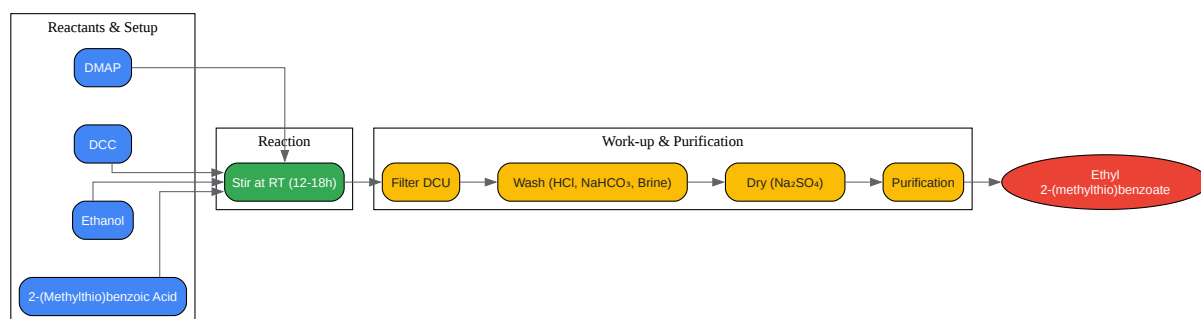 Reactants & Setup
DMAP
DCC
Ethanol
2-(Methylthio)benzoic Acid
Reaction
Stir at RT (12-18h)
Work-up & Purification
Filter DCU
Wash (HCl, NaHCO₃, Brine)
Dry (Na₂SO₄)
Purification
Ethyl
2-(methylthio)benzoate